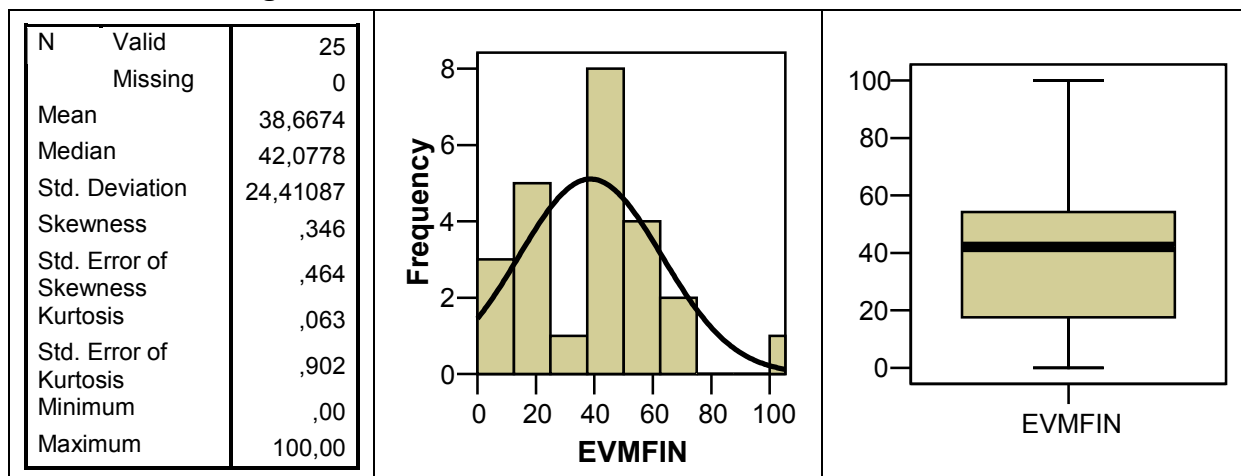 N Valid 25
Missing 0
Mean 38,6674
Median 42,0778
Std. Deviation 24,41087
Skewness ,346
Std. Error of Skewness ,464
Kurtosis ,063
Std. Error of Kurtosis ,902
Minimum ,00
Maximum 100,00
Frequency
8
6
4
2
0
0 20 40 60 80 100
EVMFIN
100
80
60
40
20
0
EVMFIN